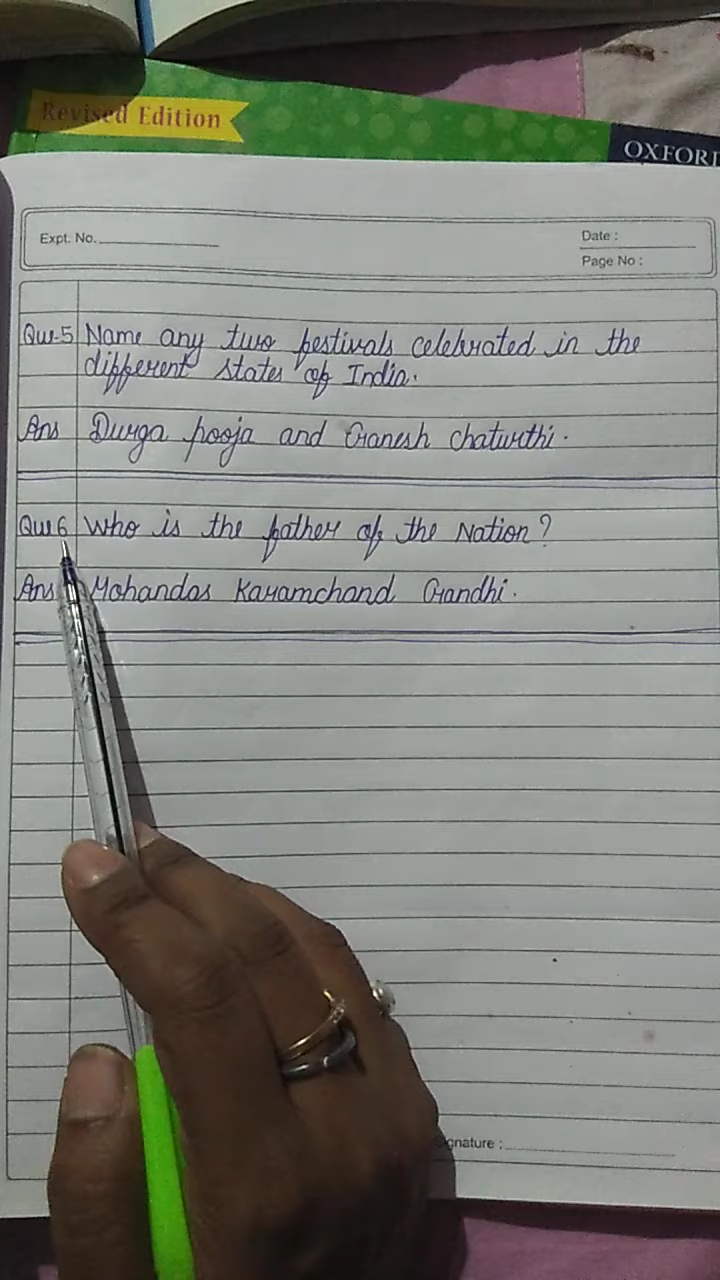 Revised Edition
OXFORD
Expt. No.
Date :
Page No :
Que-5 Name any two festivals celebrated in the
different states of India.
Ans Durga pooja and Ganesh chaturthi.
Que 6 Who is the father of the Nation?
Ans Mohandas Karamchand Gandhi.
gnature :